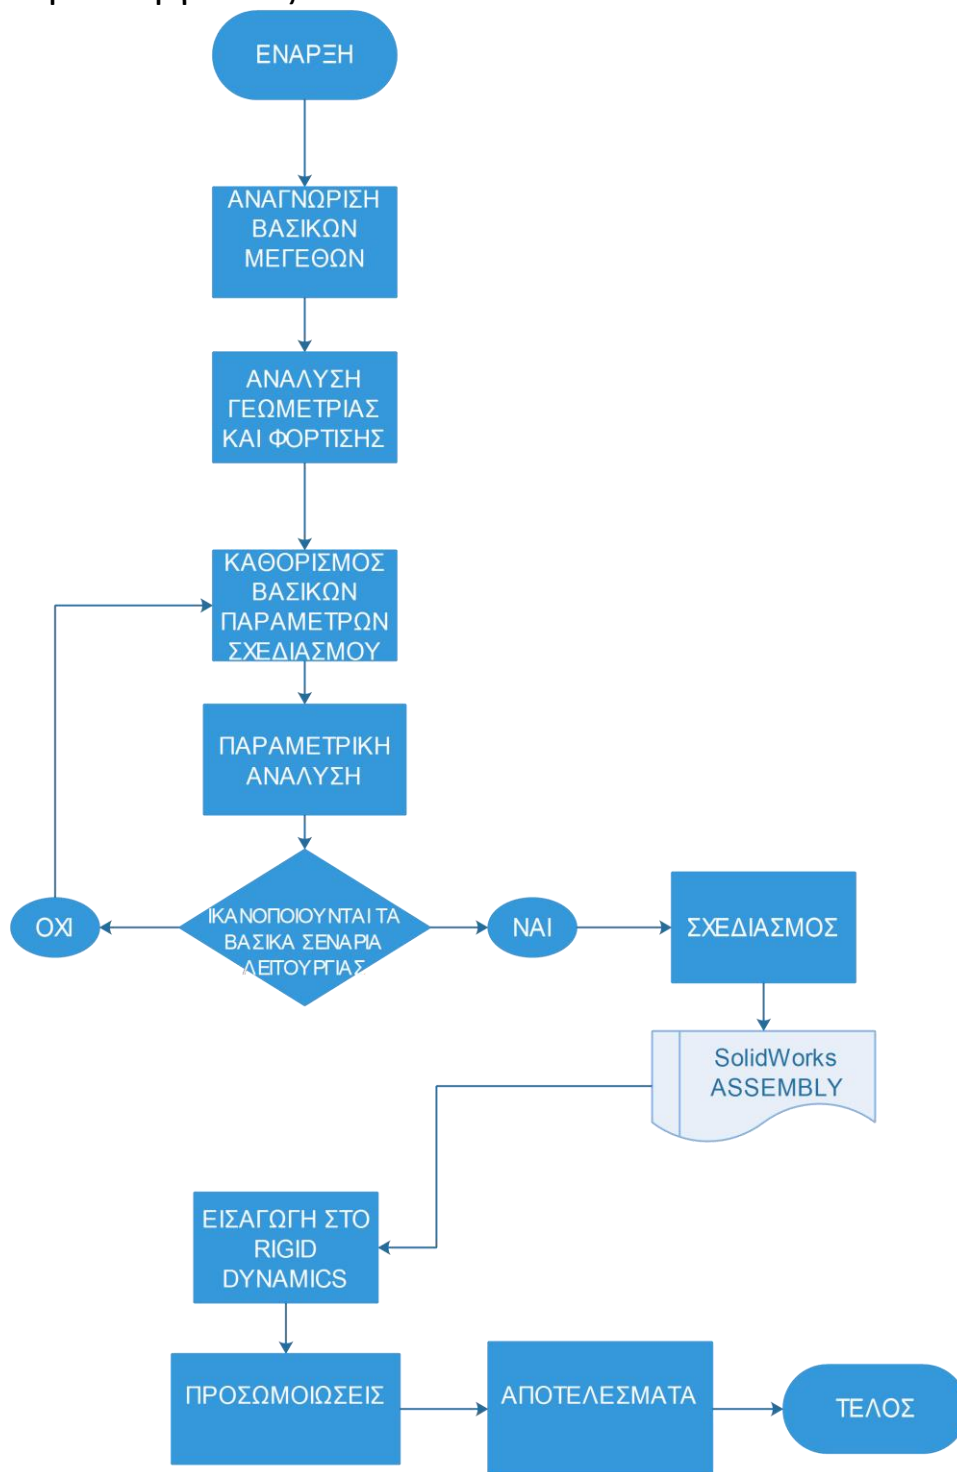 ΕΝΑΡΞΗ
ΑΝΑΓΝΩΡΙΣΗ
ΒΑΣΙΚΩΝ
ΜΕΓΕΘΩΝ
ΑΝΑΛΥΣΗ
ΓΕΩΜΕΤΡΙΑΣ
ΚΑΙ ΦΟΡΤΙΣΗΣ
ΚΑΘΟΡΙΣΜΟΣ
ΒΑΣΙΚΩΝ
ΠΑΡΑΜΕΤΡΩΝ
ΣΧΕΔΙΑΣΜΟΥ
ΠΑΡΑΜΕΤΡΙΚΗ
ΑΝΑΛΥΣΗ
ΙΚΑΝΟΠΟΙΟΥΝΤΑΙ ΤΑ
ΒΑΣΙΚΑ ΣΕΝΑΡΙΑ
ΛΕΙΤΟΥΡΓΙΑΣ
ΟΧΙ
ΝΑΙ
ΣΧΕΔΙΑΣΜΟΣ
SolidWorks
ASSEMBLY
ΕΙΣΑΓΩΓΗ ΣΤΟ
RIGID
DYNAMICS
ΠΡΟΣΩΜΟΙΩΣΕΙΣ
ΑΠΟΤΕΛΕΣΜΑΤΑ
ΤΕΛΟΣ